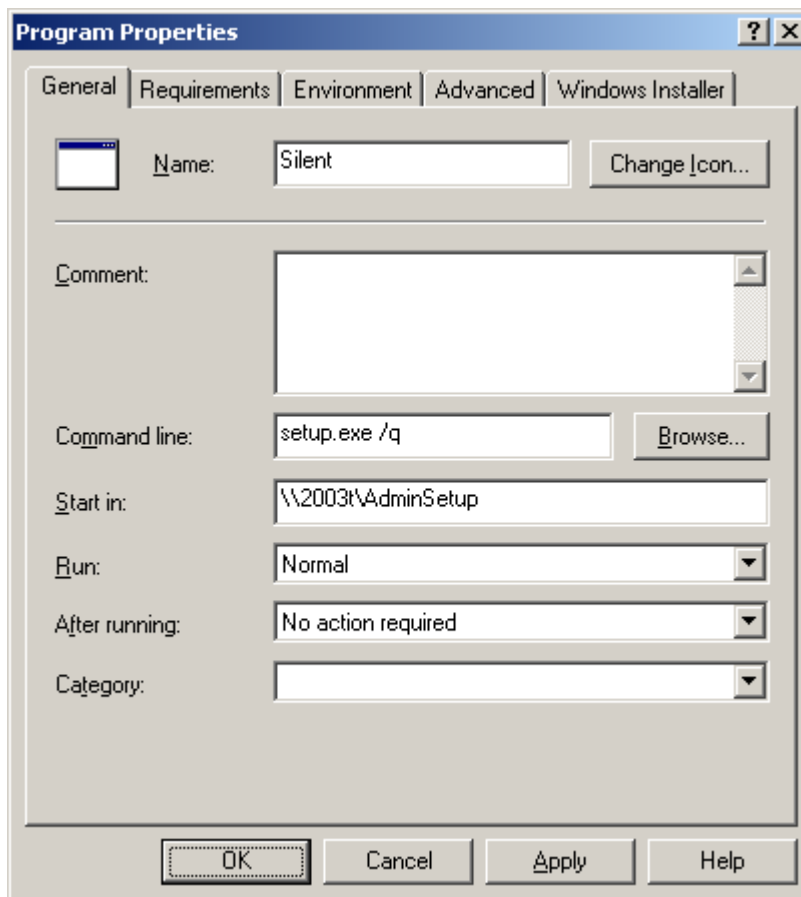 Program Properties
General Requirements Environment Advanced Windows Installer
Name: Silent Change Icon...
Comment:
Command line: setup.exe /q Browse...
Start in: \\2003t\AdminSetup
Run: Normal
After running: No action required
Category:
OK Cancel Apply Help